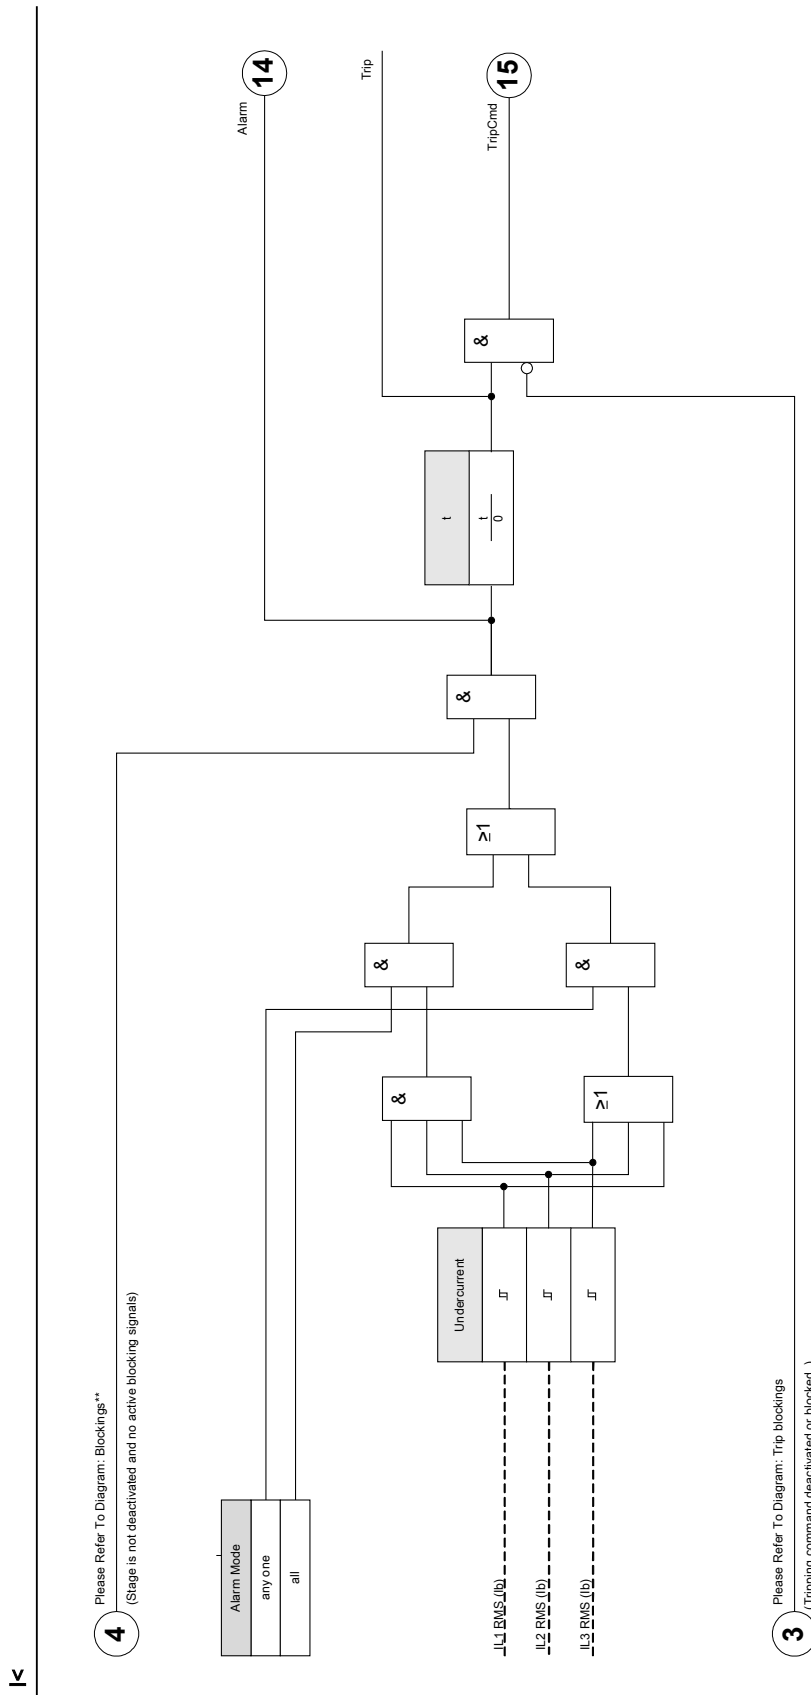 I<
4
Please Refer To Diagram: Blockings**
(Stage is not deactivated and no active blocking signals)
Alarm Mode
any one
all
IL1 RMS (Ib)
IL2 RMS (Ib)
IL3 RMS (Ib)
Undercurrent
&
≥1
&
&
≥1
&
t
t
0
&
Alarm
14
Trip
TripCmd
15
3
Please Refer To Diagram: Trip blockings
(Tripping command deactivated or blocked. )